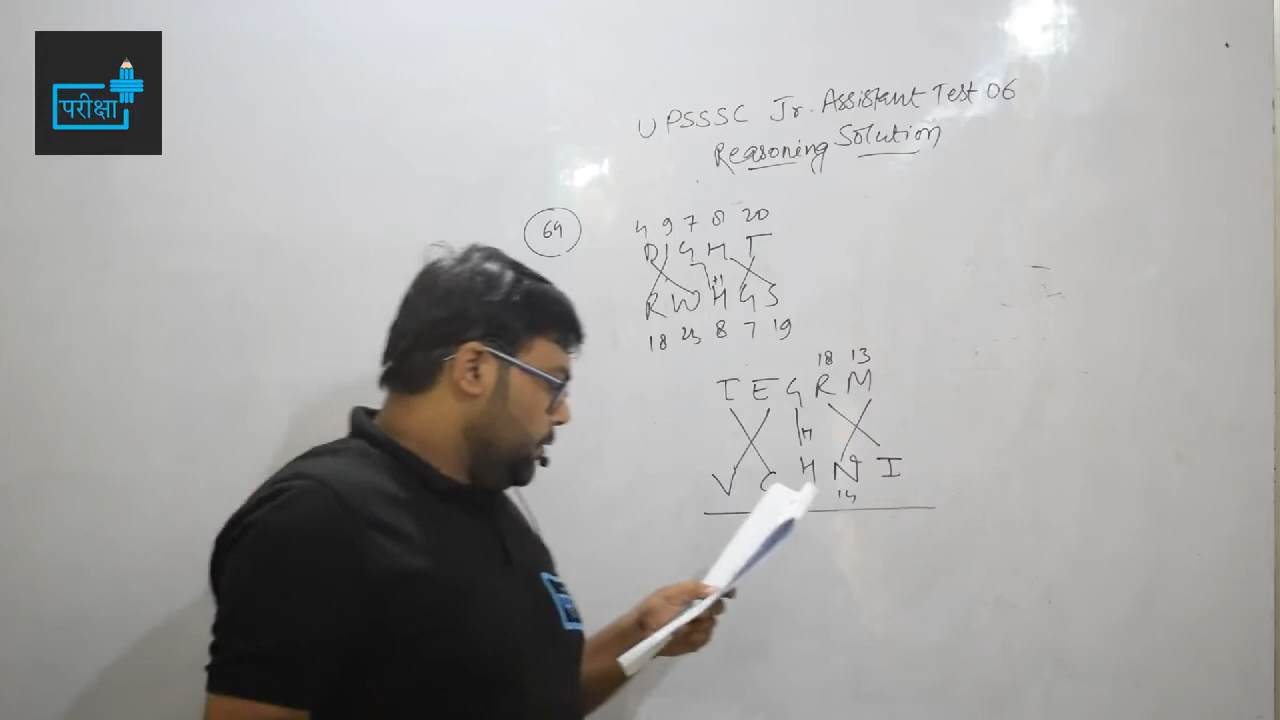 परीक्षा
UPSSSC Jr. Assistant Test 06
Reasoning Solution
69
4 9 7 8 20
D I G H T
+1
R W H G S
18 23 8 7 19
18 13
T E G R M
V C H N I
14